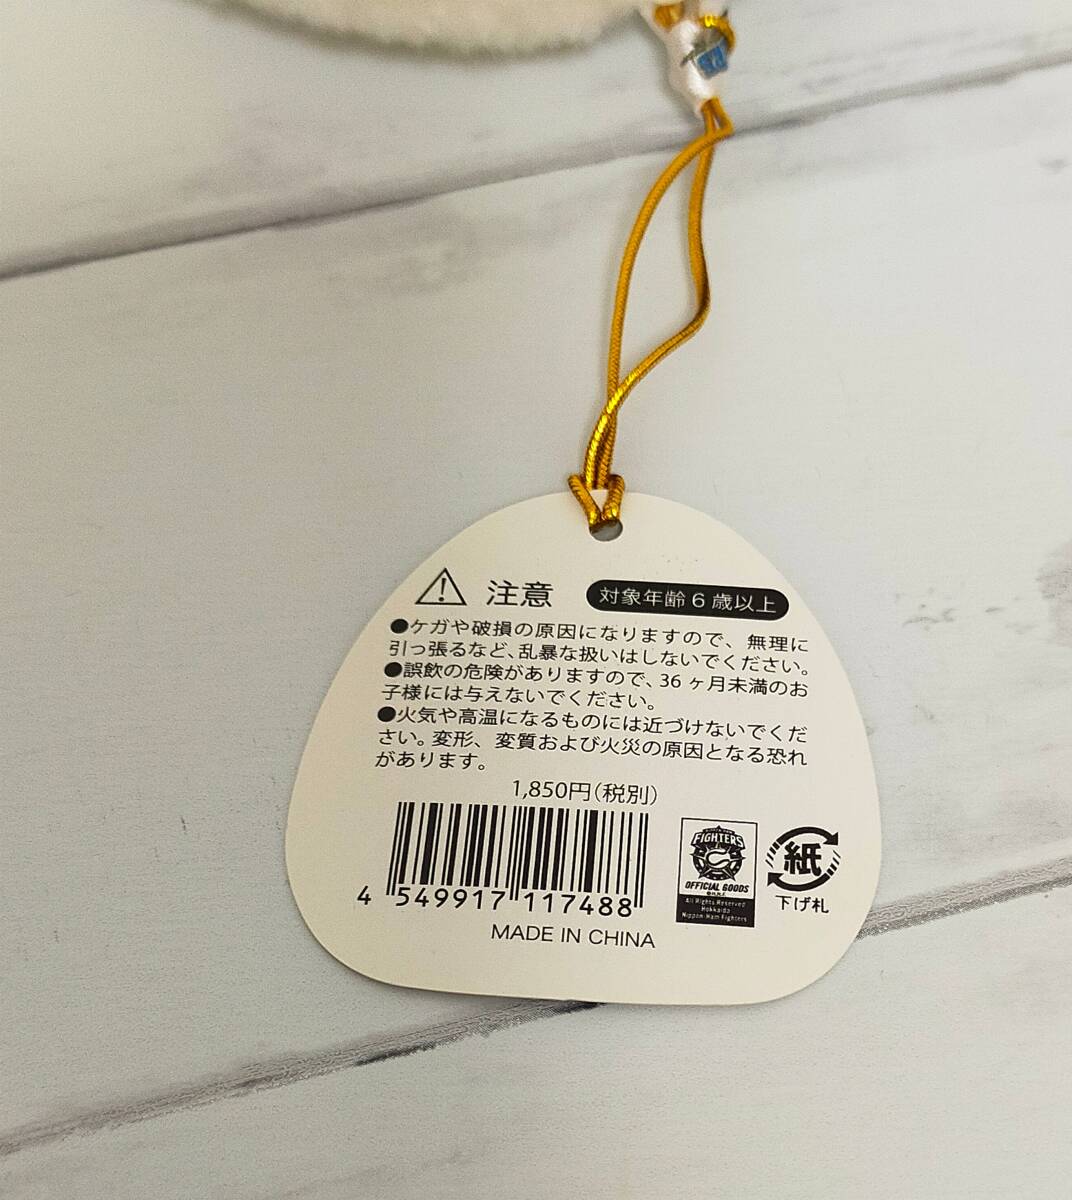 注意
対象年齢6歳以上
●ケガや破損の原因になりますので、無理に
引っ張るなど、乱暴な扱いはしないでください。
●誤飲の危険がありますので、36ヶ月未満のお
子様には与えないでください。
●火気や高温になるものには近づけないでくだ
さい。変形、変質および火災の原因となる恐れ
があります。
1,850円(税別)
4 549917 117488
MADE IN CHINA
FIGHTERS
OFFICIAL GOODS
All Rights Reserved
Hokkaido
Nippon-Ham Fighters
紙
下げ札